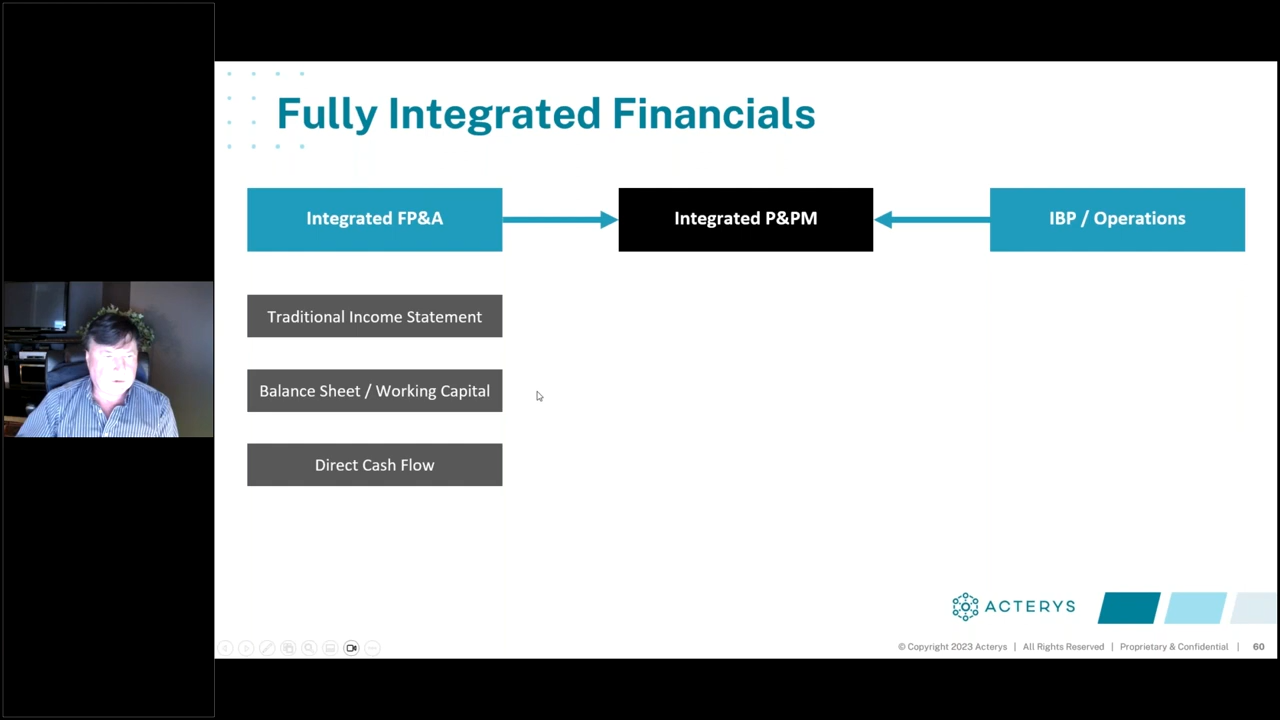 Fully Integrated Financials
Integrated FP&A
Integrated P&PM
IBP / Operations
Traditional Income Statement
Balance Sheet / Working Capital
Direct Cash Flow
ACTERYS
© Copyright 2023 Acterys | All Rights Reserved | Proprietary & Confidential | 60